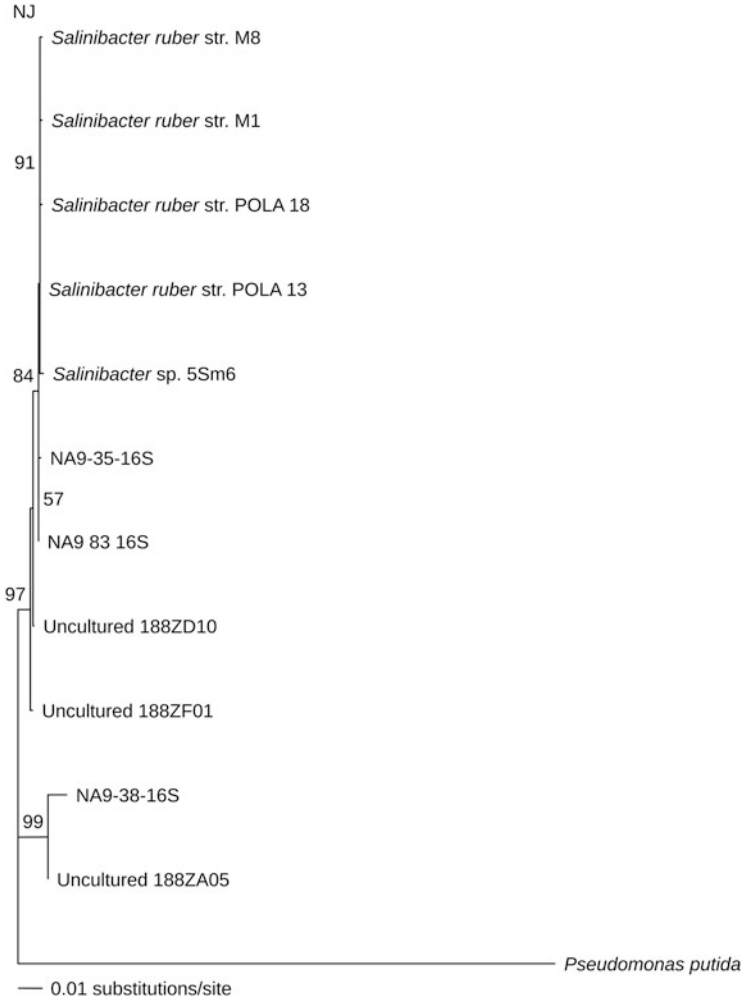 NJ
Salinibacter ruber str. M8
Salinibacter ruber str. M1
91
Salinibacter ruber str. POLA 18
Salinibacter ruber str. POLA 13
84
Salinibacter sp. 5Sm6
NA9-35-16S
57
NA9 83 16S
97
Uncultured 188ZD10
Uncultured 188ZF01
NA9-38-16S
99
Uncultured 188ZA05
Pseudomonas putida
0.01 substitutions/site